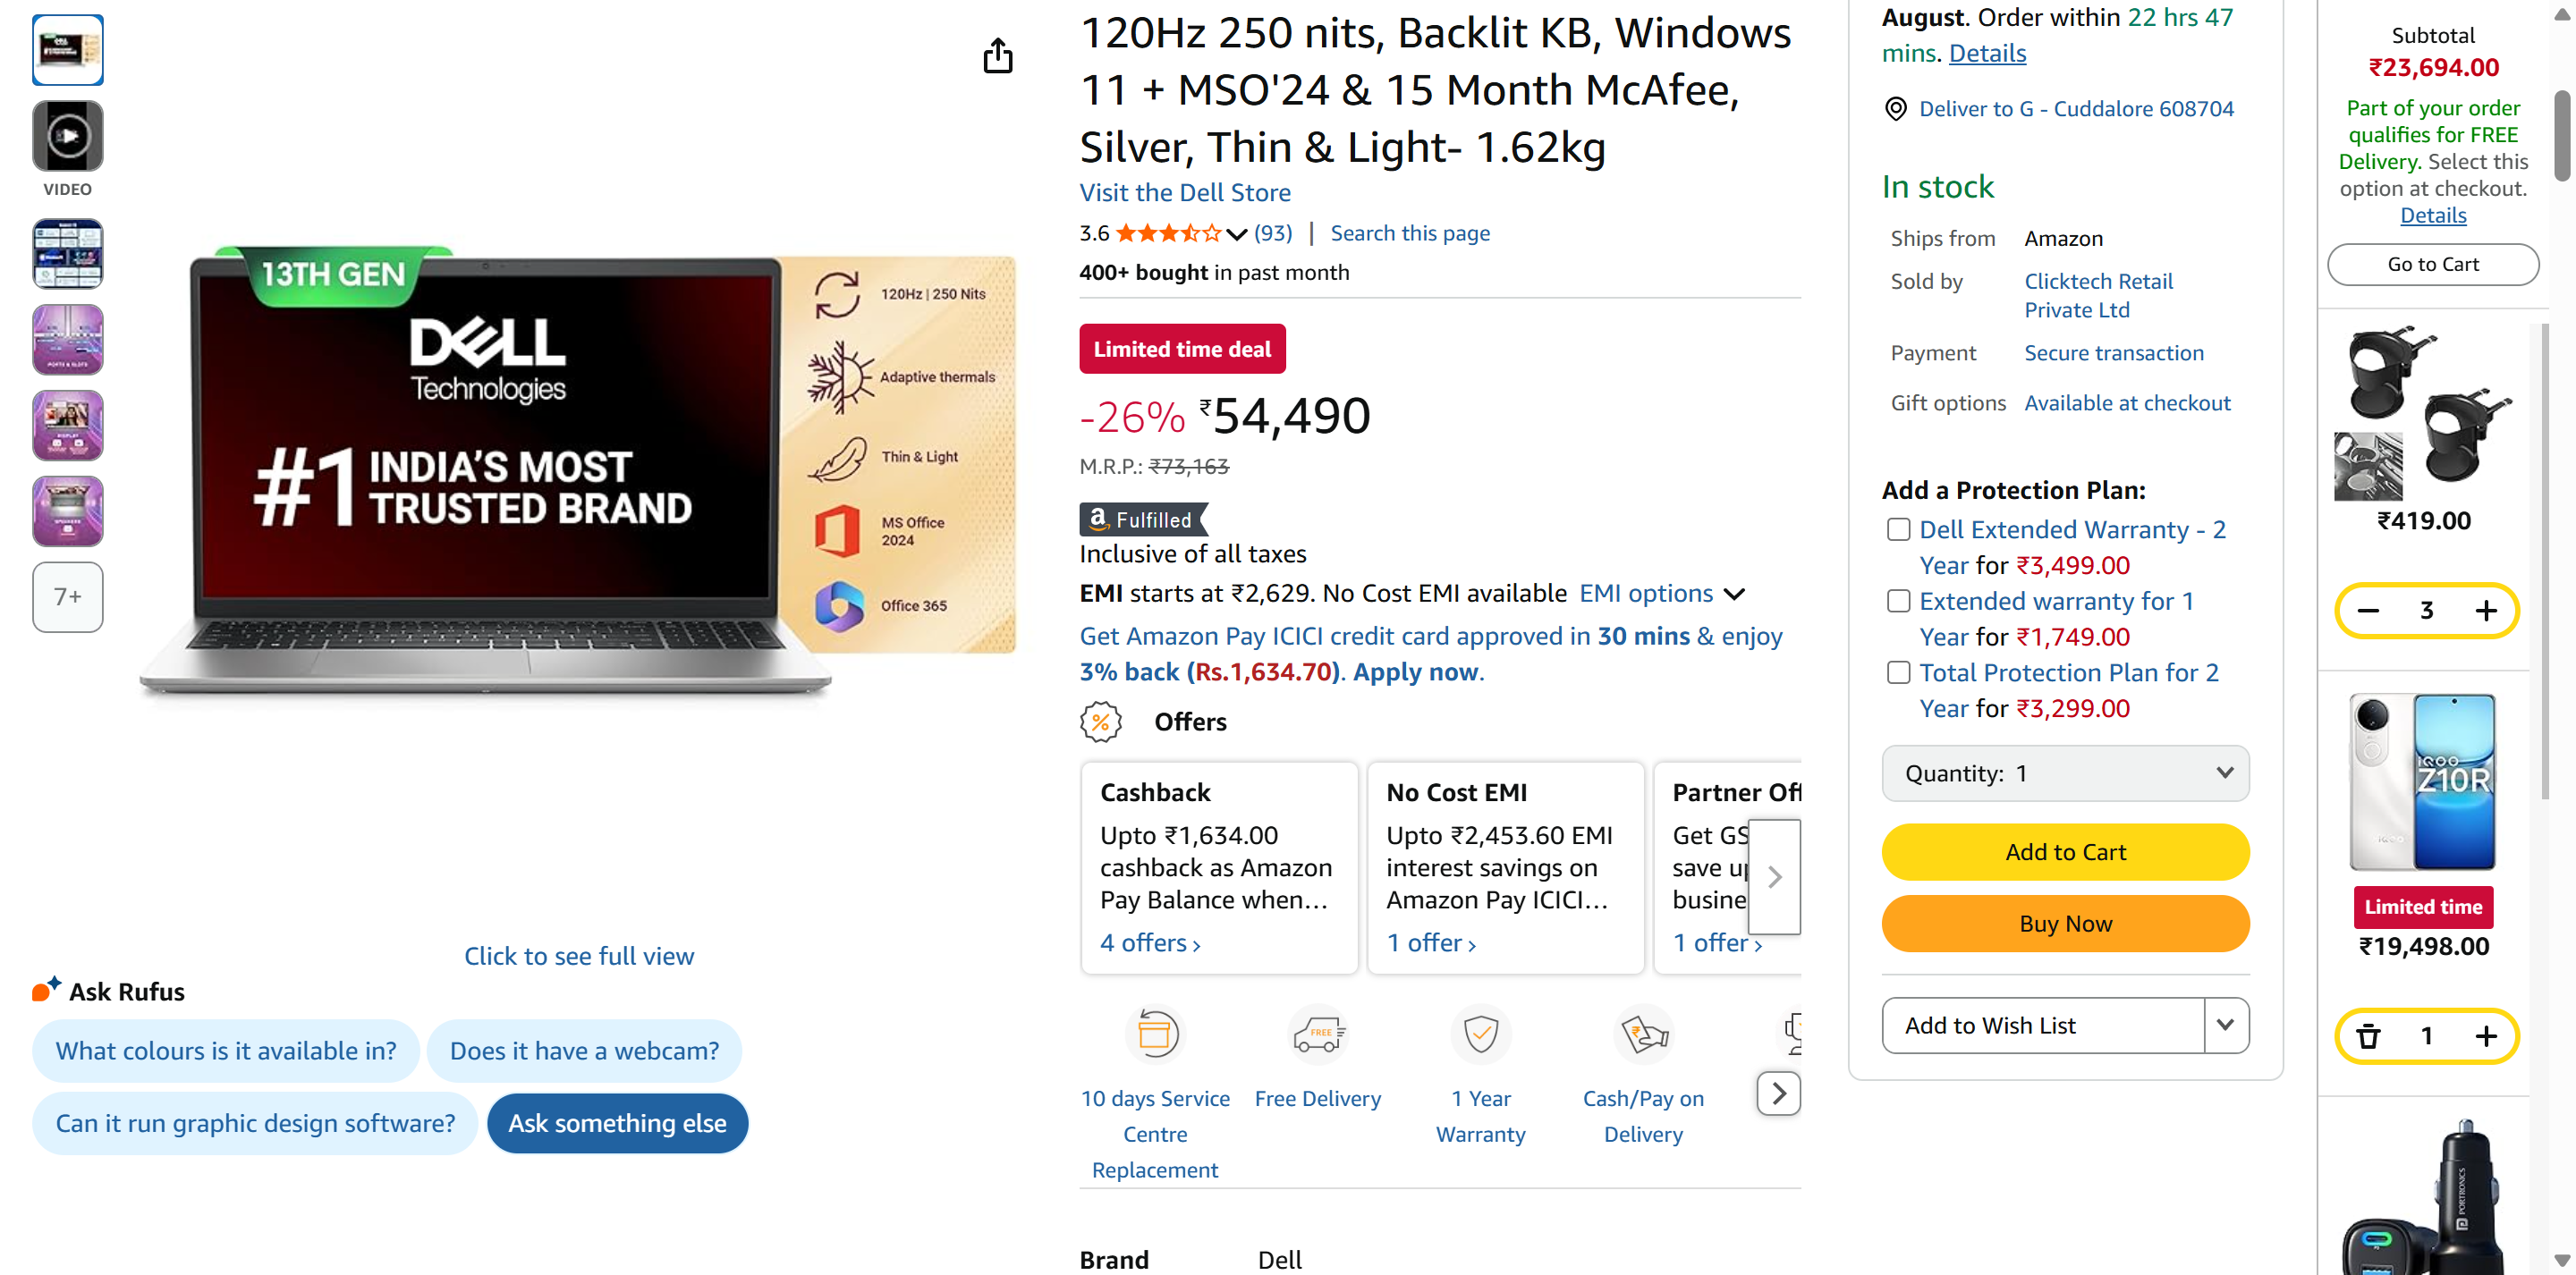 VIDEO
7+
13TH GEN
DELL
Technologies
#1 INDIA'S MOST
TRUSTED BRAND
120Hz | 250 Nits
Adaptive thermals
Thin & Light
MS Office
2024
Office 365
Click to see full view
Ask Rufus
What colours is it available in?
Does it have a webcam?
Can it run graphic design software?
Ask something else
120Hz 250 nits, Backlit KB, Windows
11 + MSO'24 & 15 Month McAfee,
Silver, Thin & Light- 1.62kg
Visit the Dell Store
3.6 (93) | Search this page
400+ bought in past month
Limited time deal
-26% ₹54,490
M.R.P.: ₹73,163
a Fulfilled
Inclusive of all taxes
EMI starts at ₹2,629. No Cost EMI available EMI options
Get Amazon Pay ICICI credit card approved in 30 mins & enjoy
3% back (Rs.1,634.70). Apply now.
% Offers
Cashback
Upto ₹1,634.00
cashback as Amazon
Pay Balance when…
4 offers ›
No Cost EMI
Upto ₹2,453.60 EMI
interest savings on
Amazon Pay ICICI…
1 offer ›
Partner Off
Get GS
save up
busine
1 offer ›
10 days Service
Centre
Replacement
FREE
Free Delivery
1 Year
Warranty
Cash/Pay on
Delivery
Brand Dell
August. Order within 22 hrs 47
mins. Details
Deliver to G - Cuddalore 608704
In stock
Ships from Amazon
Sold by Clicktech Retail
Private Ltd
Payment Secure transaction
Gift options Available at checkout
Add a Protection Plan:
Dell Extended Warranty - 2
Year for ₹3,499.00
Extended warranty for 1
Year for ₹1,749.00
Total Protection Plan for 2
Year for ₹3,299.00
Quantity: 1
Add to Cart
Buy Now
Add to Wish List
Subtotal
₹23,694.00
Part of your order
qualifies for FREE
Delivery. Select this
option at checkout.
Details
Go to Cart
₹419.00
3
iQOO
Z10R
Limited time
₹19,498.00
1
PORTRONICS